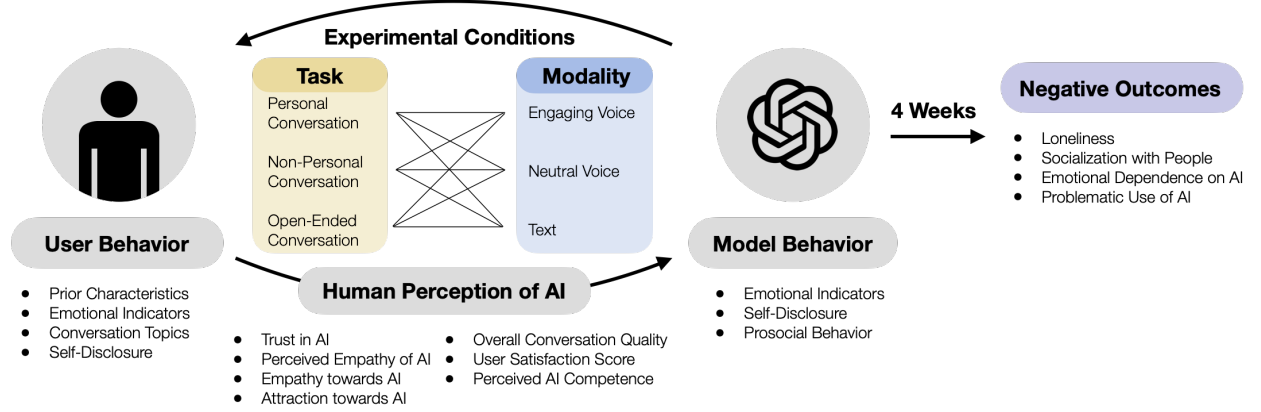 Experimental Conditions
Task
Personal
Conversation
Non-Personal
Conversation
Open-Ended
Conversation
Modality
Engaging Voice
Neutral Voice
Text
4 Weeks
Negative Outcomes
Loneliness
Socialization with People
Emotional Dependence on AI
Problematic Use of AI
User Behavior
Prior Characteristics
Emotional Indicators
Conversation Topics
Self-Disclosure
Human Perception of AI
Trust in AI
Perceived Empathy of AI
Empathy towards AI
Attraction towards AI
Overall Conversation Quality
User Satisfaction Score
Perceived AI Competence
Model Behavior
Emotional Indicators
Self-Disclosure
Prosocial Behavior